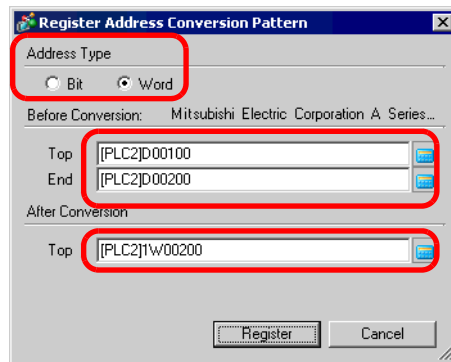 Register Address Conversion Pattern
Address Type
Bit Word
Before Conversion: Mitsubishi Electric Corporation A Series...
Top [PLC2]D00100
End [PLC2]D00200
After Conversion
Top [PLC2]1W00200
Register Cancel